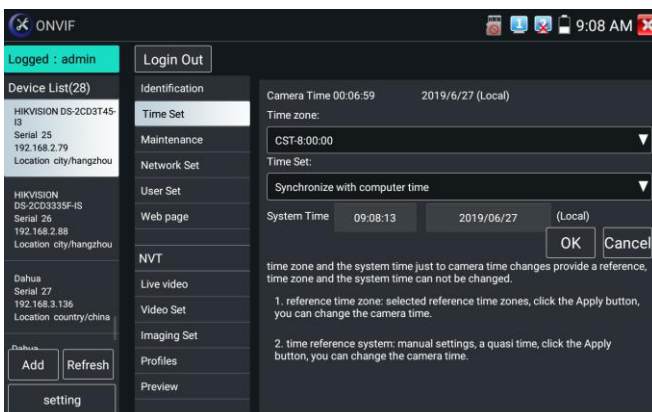 ONVIF
9:08 AM
Logged : admin
Login Out
Device List(28)
HIKVISION DS-2CD3T45-
I3
Serial 25
192.168.2.79
Location city/hangzhou
HIKVISION
DS-2CD3335F-IS
Serial 26
192.168.2.88
Location city/hangzhou
Dahua
Serial 27
192.168.3.136
Location country/china
Dahua
Add
Refresh
setting
Identification
Time Set
Maintenance
Network Set
User Set
Web page
NVT
Live video
Video Set
Imaging Set
Profiles
Preview
Camera Time 00:06:59 2019/6/27 (Local)
Time zone:
CST-8:00:00
Time Set:
Synchronize with computer time
System Time 09:08:13 2019/06/27 (Local)
OK
Cancel
time zone and the system time just to camera time changes provide a reference,
time zone and the system time can not be changed.
1. reference time zone: selected reference time zones, click the Apply button,
you can change the camera time.
2. time reference system: manual settings, a quasi time, click the Apply
button, you can change the camera time.